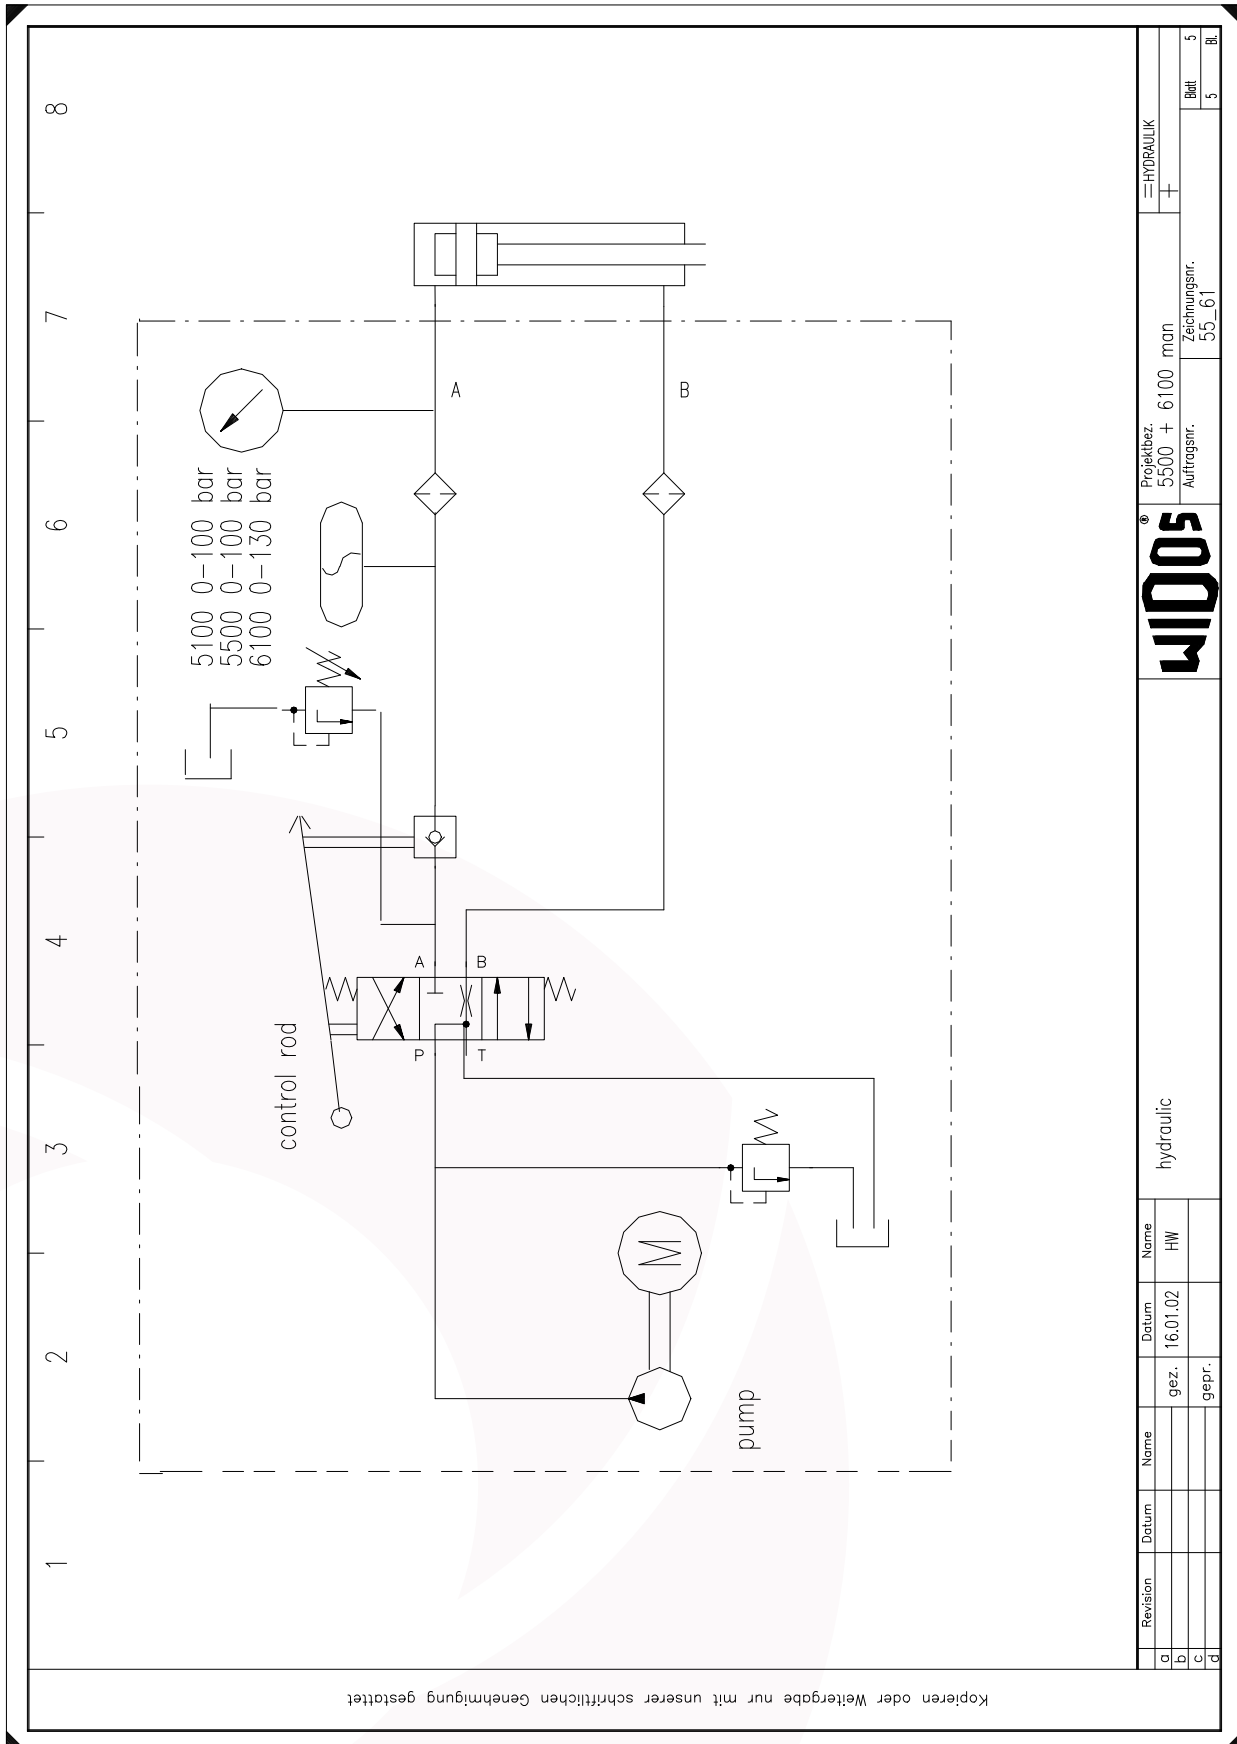 1 2 3 4 5 6 7 8
5100 0-100 bar
5500 0-100 bar
6100 0-130 bar
control rod
A B
P T
A
B
M
pump
Kopieren oder Weitergabe nur mit unserer schriftlichen Genehmigung gestattet
Revision Datum Name Datum Name
a gez. 16.01.02 HW
b
c gepr.
d
hydraulic
WIDOS ®
Projektbez.
5500 + 6100 man
Auftragsnr.
Zeichnungsnr.
55_61
=HYDRAULIK
+
Blatt 5
5 Bl.